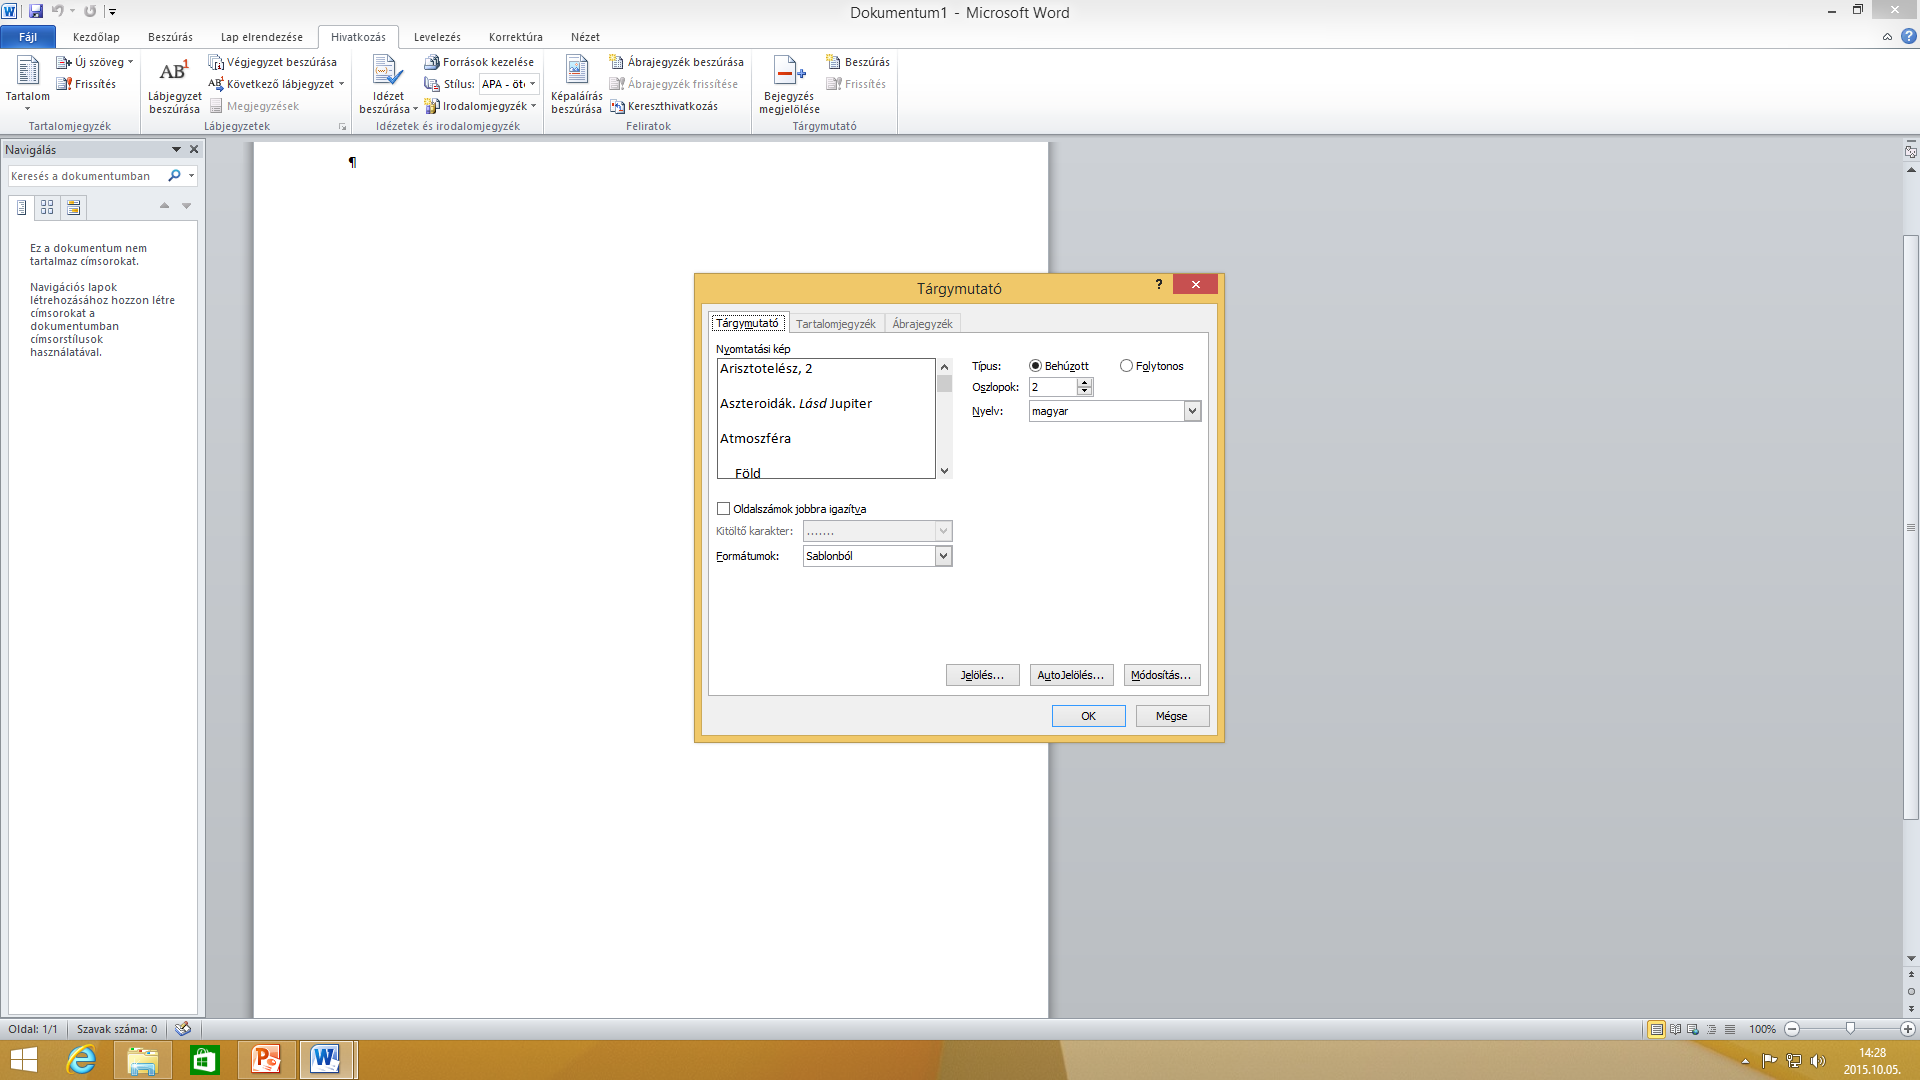 Dokumentum1 - Microsoft Word
Fájl Kezdőlap Beszúrás Lap elrendezése Hivatkozás Levelezés Korrektúra Nézet
Tartalom
Új szöveg
Frissítés
Tartalomjegyzék
AB1
Lábjegyzet
beszúrása
Végjegyzet beszúrása
AB1 Következő lábjegyzet
Megjegyzések
Lábjegyzetek
Idézet
beszúrása
Források kezelése
Stílus: APA - öt
Irodalomjegyzék
Idézetek és irodalomjegyzék
Képaláírás
beszúrása
Ábrajegyzék beszúrása
Ábrajegyzék frissítése
Kereszthivatkozás
Feliratok
Bejegyzés
megjelölése
Beszúrás
Frissítés
Tárgymutató
Navigálás
Keresés a dokumentumban
Ez a dokumentum nem
tartalmaz címsorokat.
Navigációs lapok
létrehozásához hozzon létre
címsorokat a
dokumentumban
címsorstílusok
használatával.
¶
Tárgymutató
Tárgymutató Tartalomjegyzék Ábrajegyzék
Nyomtatási kép
Arisztotelész, 2
Aszteroidák. Lásd Jupiter
Atmoszféra
Föld
Típus: Behúzott Folytonos
Oszlopok: 2
Nyelv: magyar
Oldalszámok jobbra igazítva
Kitöltő karakter: .......
Formátumok: Sablonból
Jelölés... AutoJelölés... Módosítás...
OK Mégse
Oldal: 1/1 Szavak száma: 0 100%
14:28
2015.10.05.